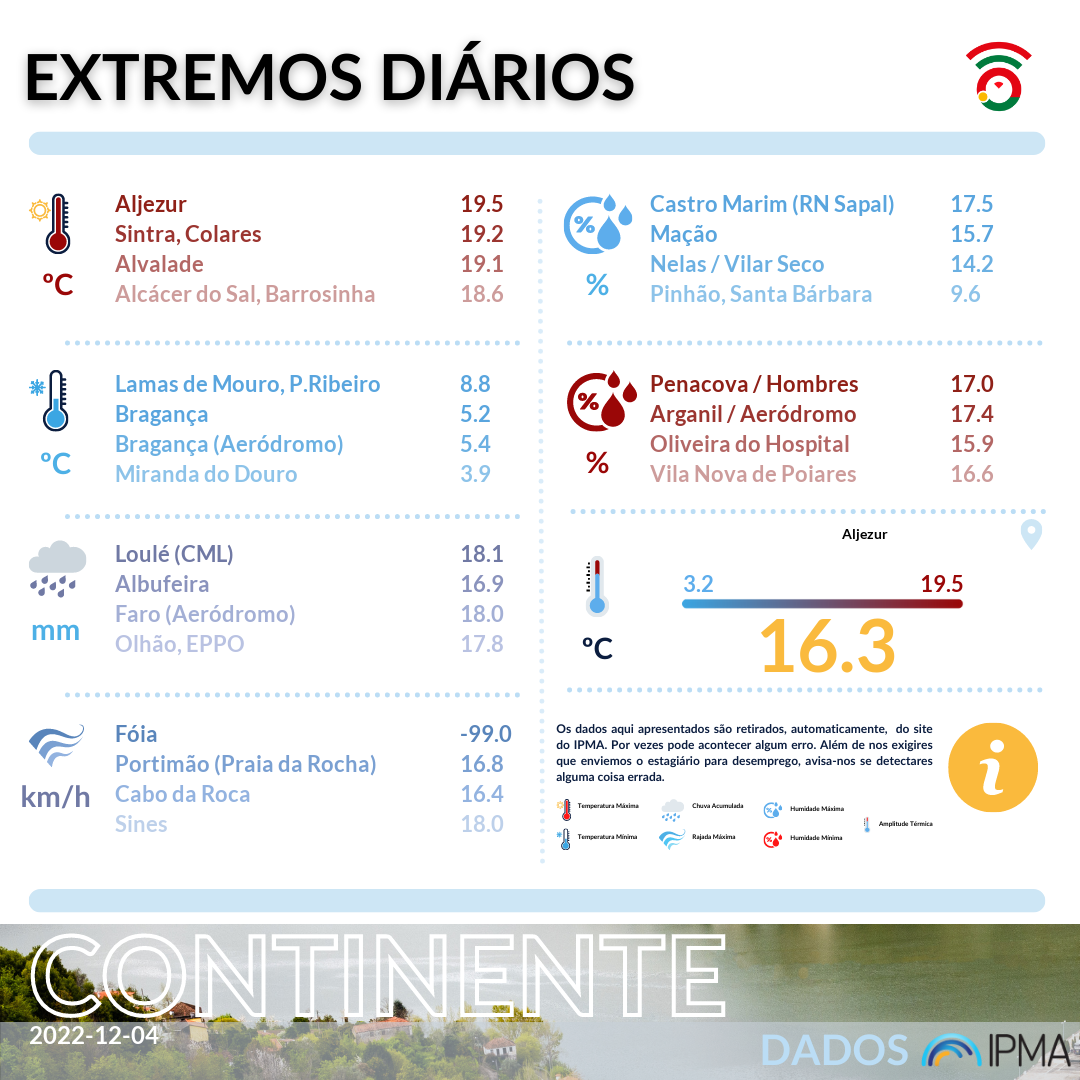 EXTREMOS DIÁRIOS
ºC
Aljezur 19.5
Sintra, Colares 19.2
Alvalade 19.1
Alcácer do Sal, Barrosinha 18.6
%
%
Castro Marim (RN Sapal) 17.5
Mação 15.7
Nelas / Vilar Seco 14.2
Pinhão, Santa Bárbara 9.6
ºC
Lamas de Mouro, P.Ribeiro 8.8
Bragança 5.2
Bragança (Aeródromo) 5.4
Miranda do Douro 3.9
%
%
Penacova / Hombres 17.0
Arganil / Aeródromo 17.4
Oliveira do Hospital 15.9
Vila Nova de Poiares 16.6
mm
Loulé (CML) 18.1
Albufeira 16.9
Faro (Aeródromo) 18.0
Olhão, EPPO 17.8
Aljezur
ºC
3.2 19.5
16.3
km/h
Fóia -99.0
Portimão (Praia da Rocha) 16.8
Cabo da Roca 16.4
Sines 18.0
Os dados aqui apresentados são retirados, automaticamente, do site
do IPMA. Por vezes pode acontecer algum erro. Além de nos exigires
que enviemos o estagiário para desemprego, avisa-nos se detectares
alguma coisa errada.
i
Temperatura Máxima
Chuva Acumulada
Humidade Máxima
Amplitude Térmica
Temperatura Mínima
Rajada Máxima
Humidade Mínima
CONTINENTE
2022-12-04
DADOS IPMA